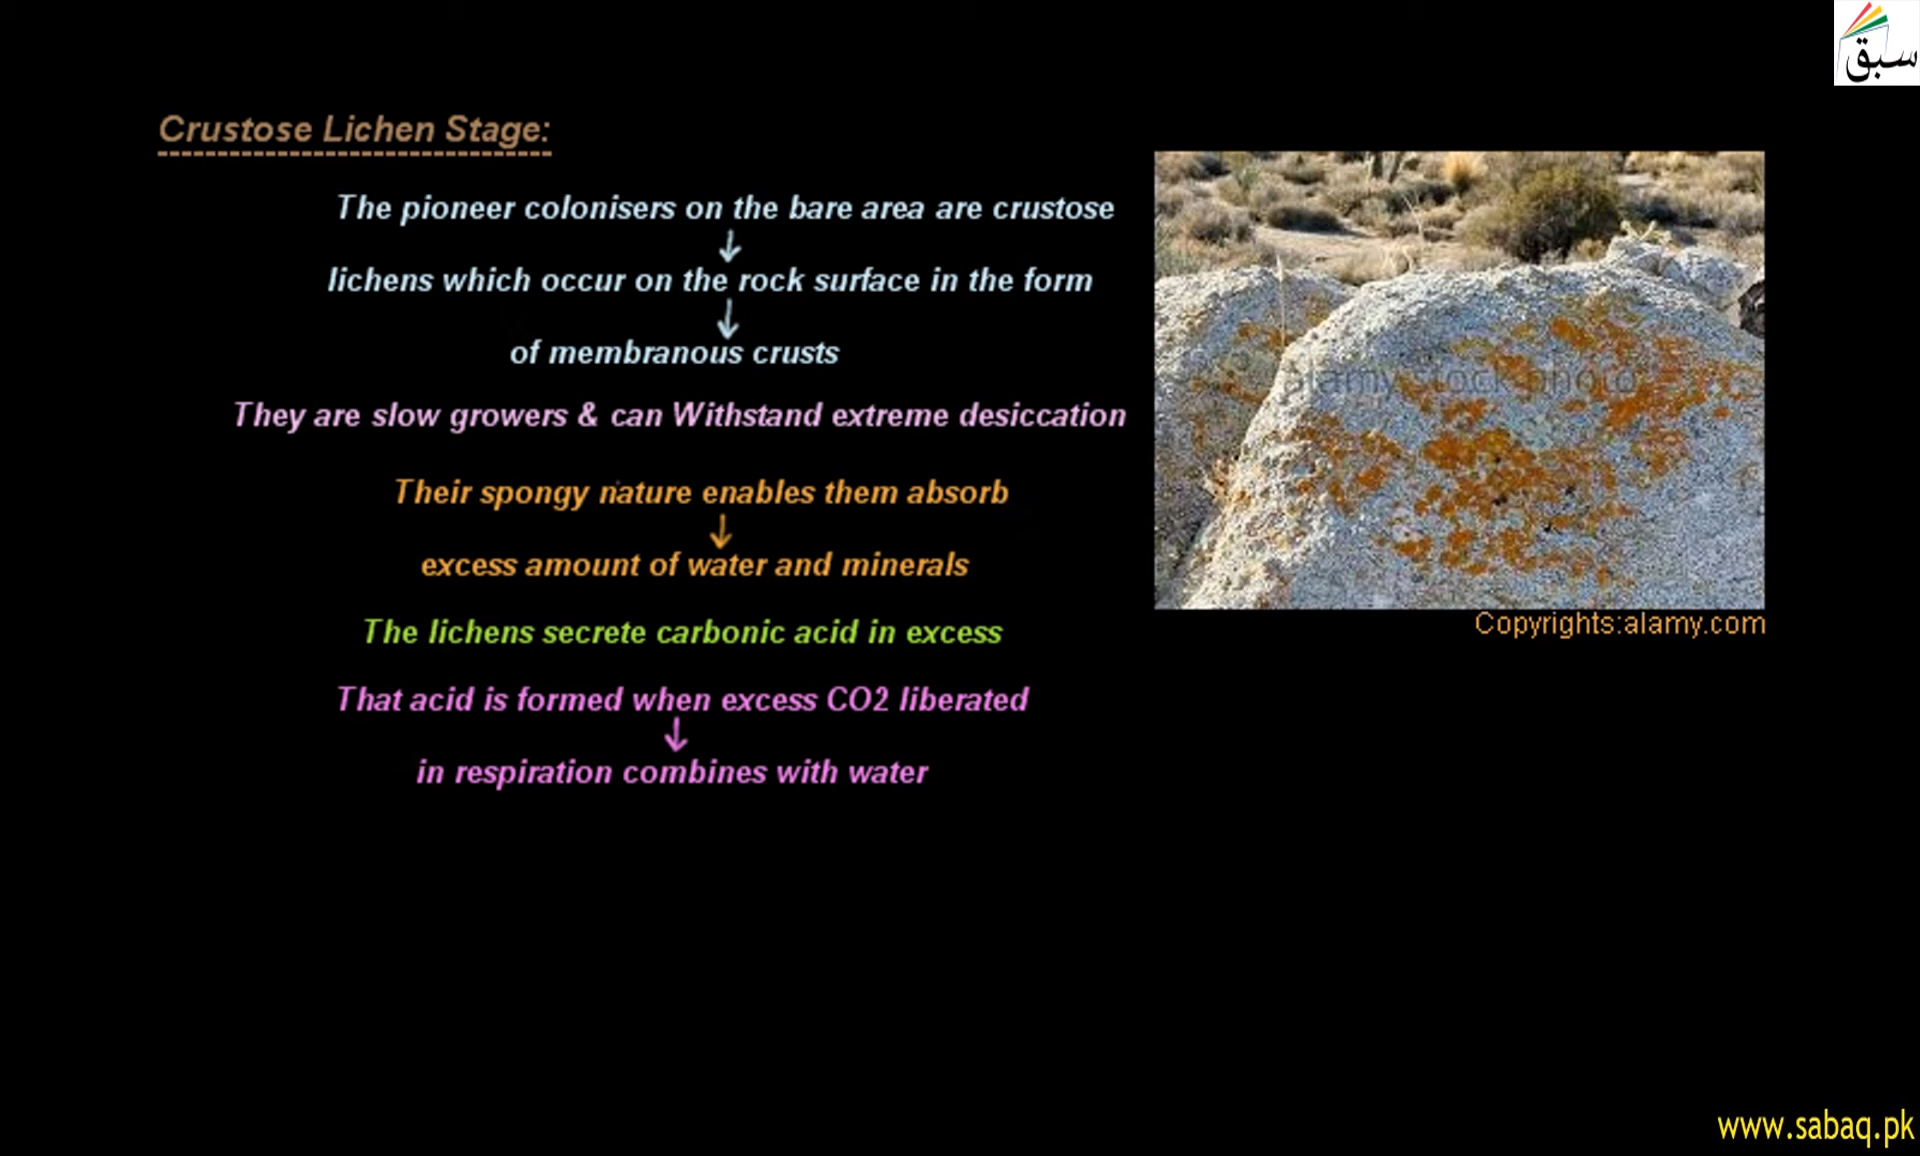 سبق
Crustose Lichen Stage:
The pioneer colonisers on the bare area are crustose
lichens which occur on the rock surface in the form
of membranous crusts
They are slow growers & can Withstand extreme desiccation
Their spongy nature enables them absorb
excess amount of water and minerals
The lichens secrete carbonic acid in excess
That acid is formed when excess CO2 liberated
in respiration combines with water
alamy stock photo
Copyrights:alamy.com
www.sabaq.pk